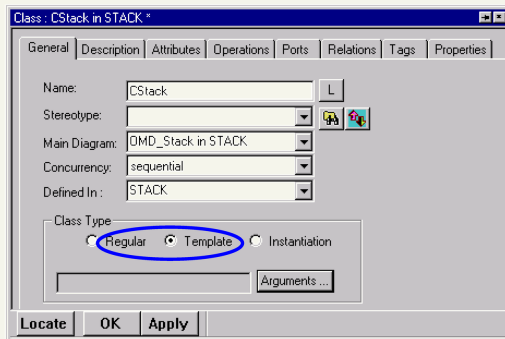 Class : CStack in STACK *
General Description Attributes Operations Ports Relations Tags Properties
Name: CStack L
Stereotype:
Main Diagram: OMD_Stack in STACK
Concurrency: sequential
Defined In : STACK
Class Type
Regular Template Instantiation
Arguments ...
Locate OK Apply